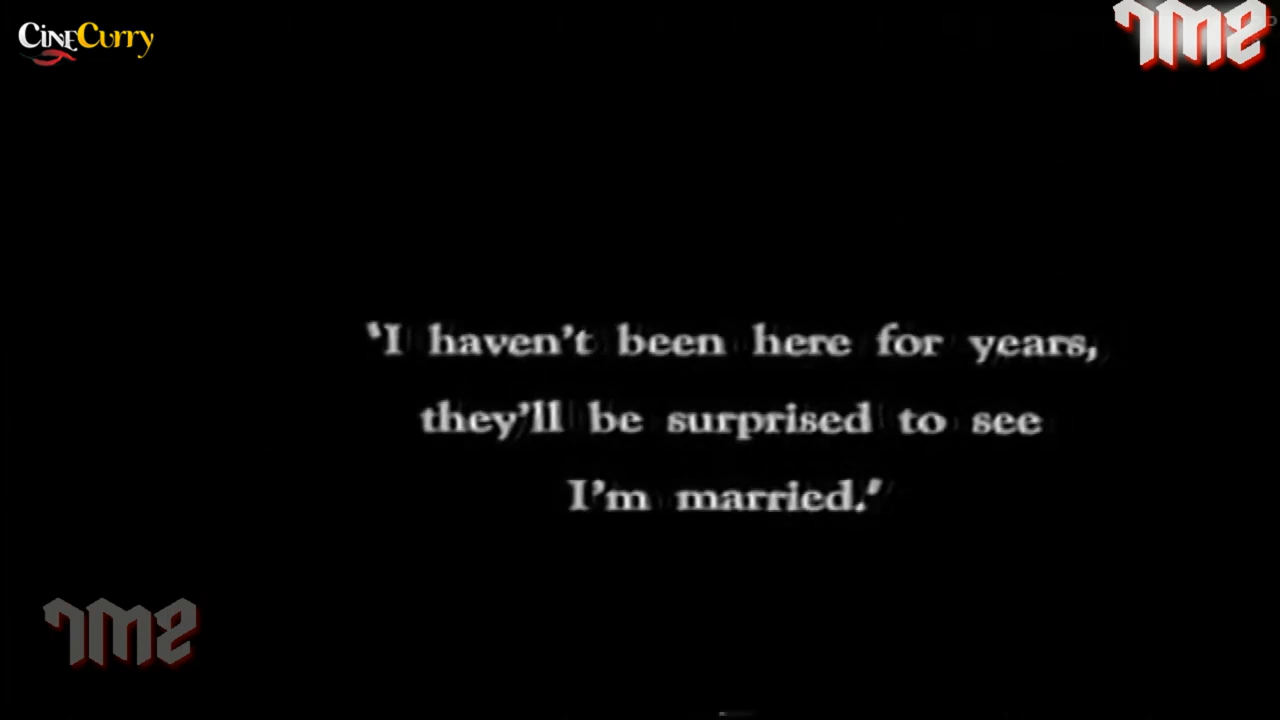 CineCurry
'I haven't been here for years,
they'll be surprised to see
I'm married.'